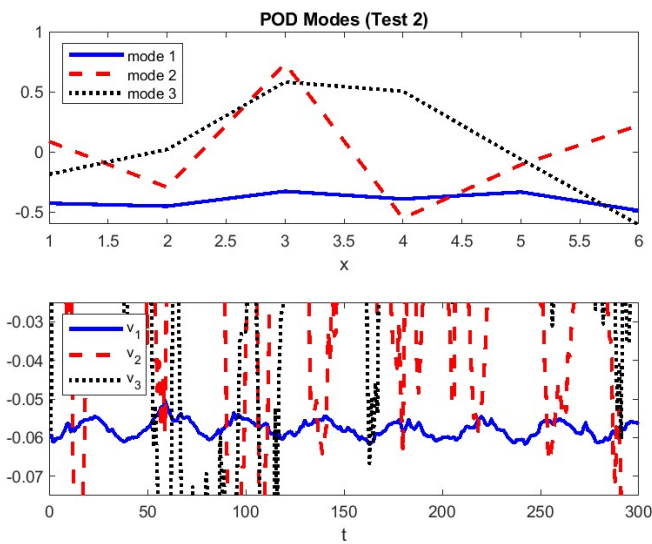 POD Modes (Test 2)
1
0.5
0
-0.5
mode 1
mode 2
mode 3
1 1.5 2 2.5 3 3.5 4 4.5 5 5.5 6
x
-0.03
-0.04
-0.05
-0.06
-0.07
v1
v2
v3
0 50 100 150 200 250 300
t